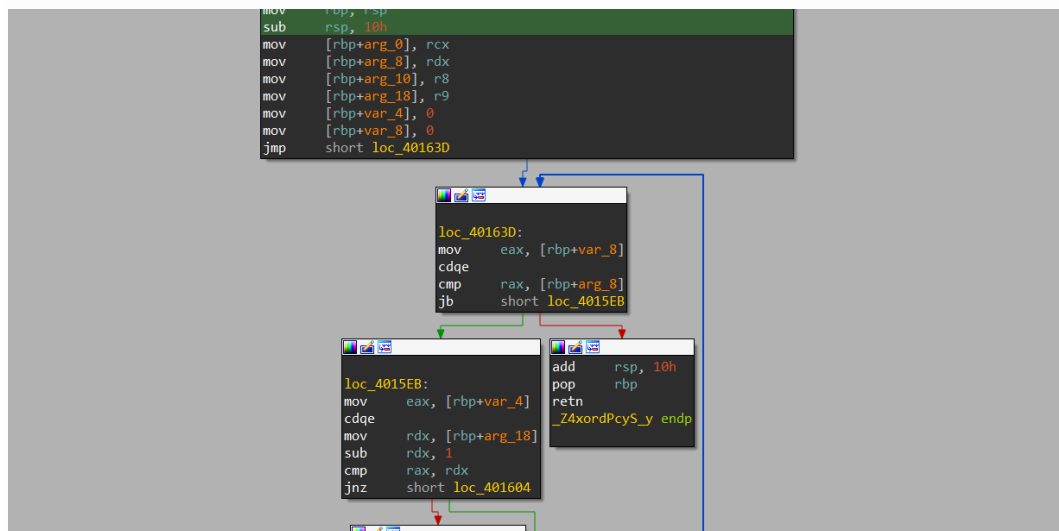 mov rbp, rsp
sub rsp, 10h
mov [rbp+arg_0], rcx
mov [rbp+arg_8], rdx
mov [rbp+arg_10], r8
mov [rbp+arg_18], r9
mov [rbp+var_4], 0
mov [rbp+var_8], 0
jmp short loc_40163D
loc_40163D:
mov eax, [rbp+var_8]
cdqe
cmp rax, [rbp+arg_8]
jb short loc_4015EB
loc_4015EB:
mov eax, [rbp+var_4]
cdqe
mov rdx, [rbp+arg_18]
sub rdx, 1
cmp rax, rdx
jnz short loc_401604
add rsp, 10h
pop rbp
retn
_Z4xordPcyS_y endp